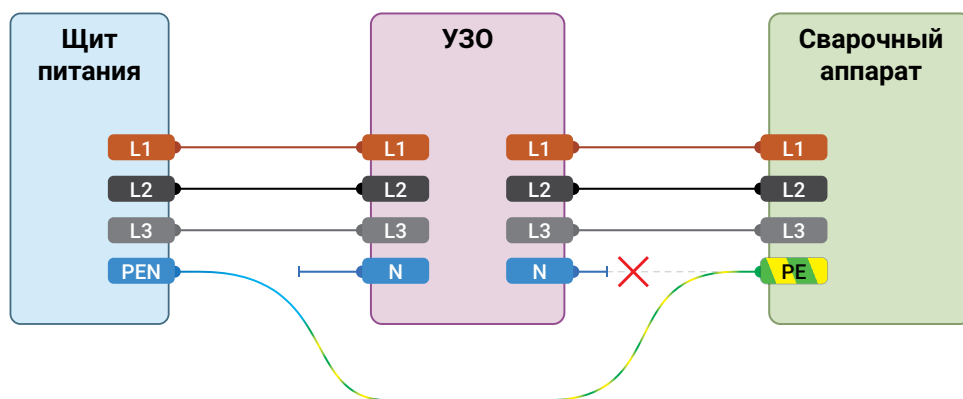 Щит
питания
УЗО
Сварочный
аппарат
L1
L1
L1
L1
L2
L2
L2
L2
L3
L3
L3
L3
PEN
N
N
PE